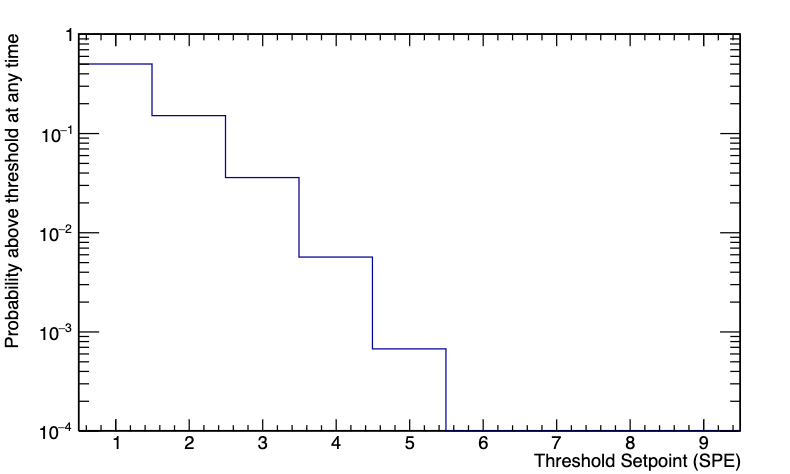 Probability above threshold at any time
1
10⁻¹
10⁻²
10⁻³
10⁻⁴
1 2 3 4 5 6 7 8 9
Threshold Setpoint (SPE)